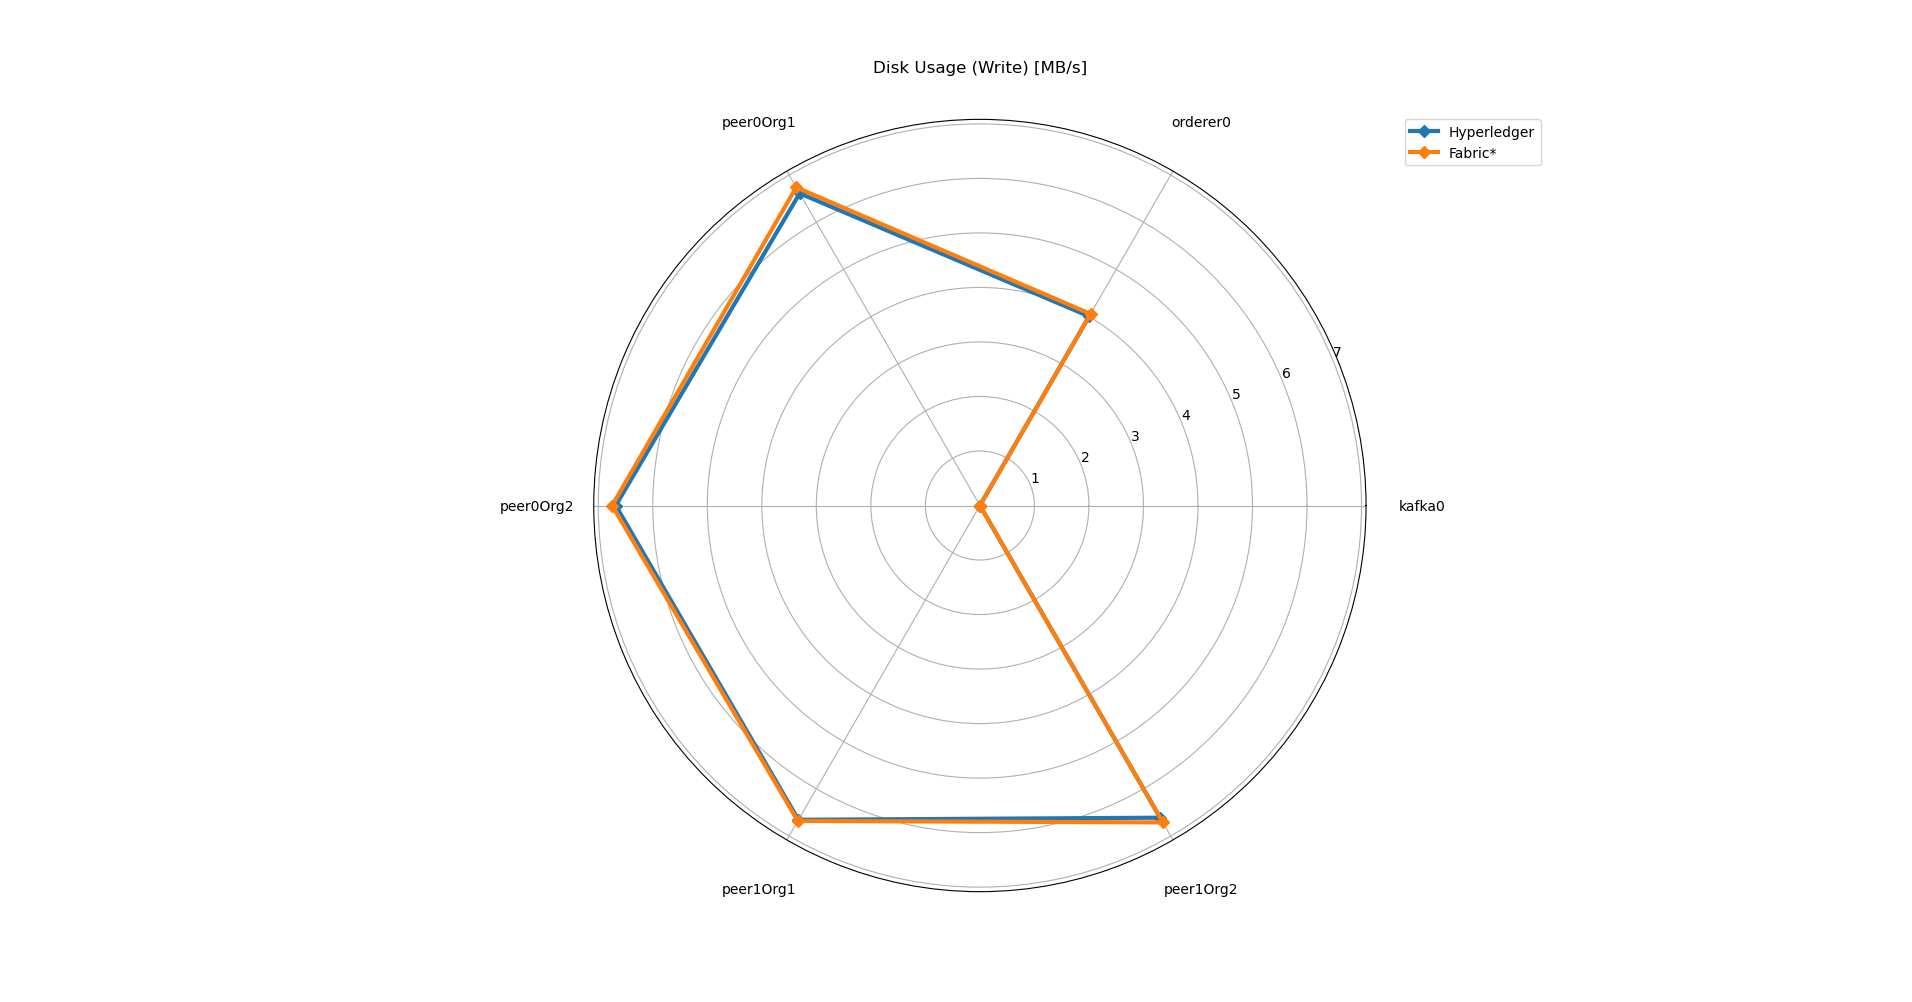 Disk Usage (Write) [MB/s]
peer0Org1
orderer0
Hyperledger
Fabric*
7
6
5
4
3
2
1
peer0Org2
kafka0
peer1Org1
peer1Org2